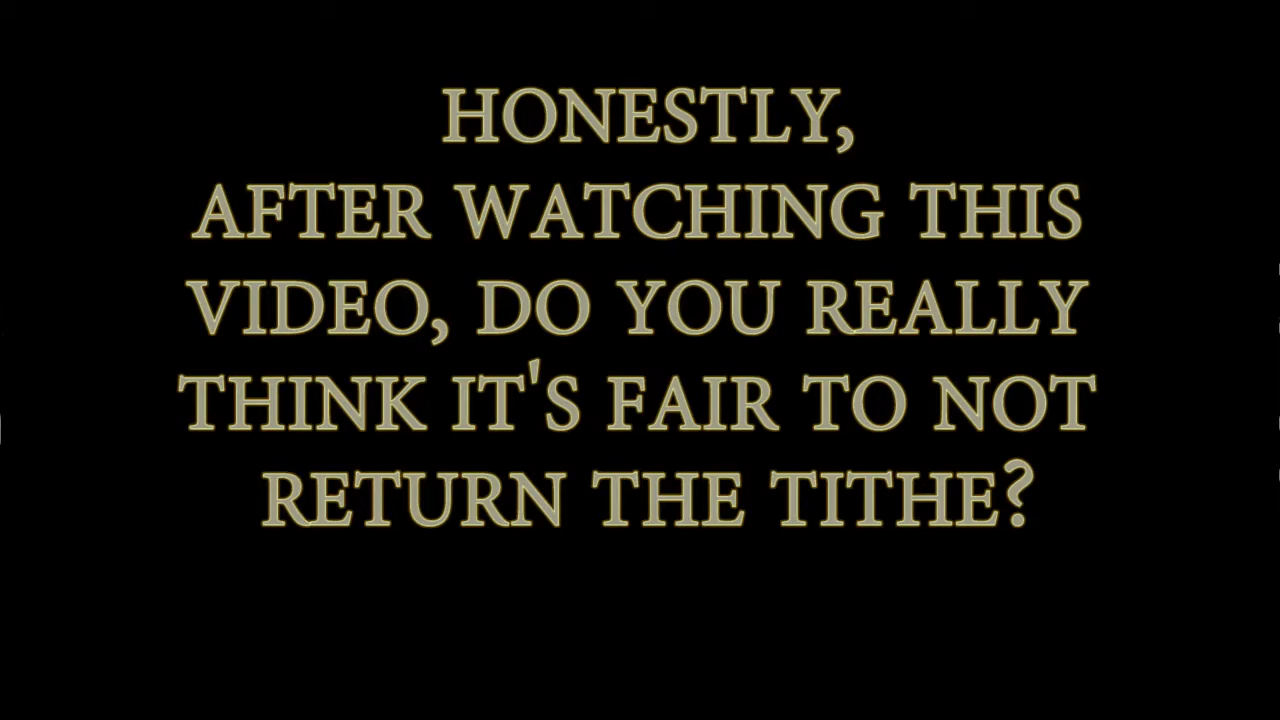 HONESTLY,
AFTER WATCHING THIS
VIDEO, DO YOU REALLY
THINK IT'S FAIR TO NOT
RETURN THE TITHE?